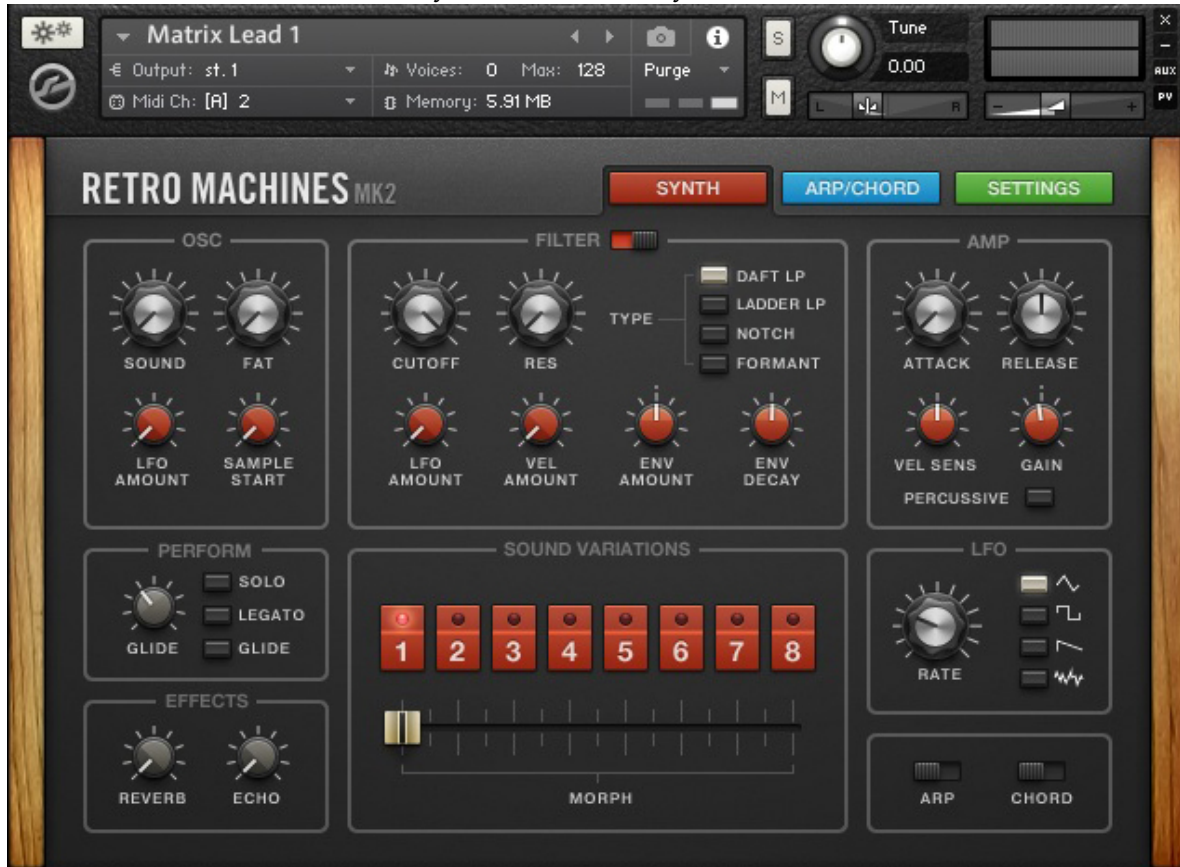 Matrix Lead 1
i
S
Tune
X
Output: st. 1
Voices: 0 Max: 128
Purge
0.00
AUX
Midi Ch: [A] 2
Memory: 5.91 MB
M
L
R
- +
PV
RETRO MACHINES MK2
SYNTH
ARP/CHORD
SETTINGS
OSC
SOUND
FAT
LFO AMOUNT
SAMPLE START
FILTER
CUTOFF
RES
TYPE
DAFT LP
LADDER LP
NOTCH
FORMANT
LFO AMOUNT
VEL AMOUNT
ENV AMOUNT
ENV DECAY
AMP
ATTACK
RELEASE
VEL SENS
GAIN
PERCUSSIVE
PERFORM
GLIDE
SOLO
LEGATO
GLIDE
SOUND VARIATIONS
1 2 3 4 5 6 7 8
MORPH
LFO
RATE
EFFECTS
REVERB
ECHO
ARP
CHORD